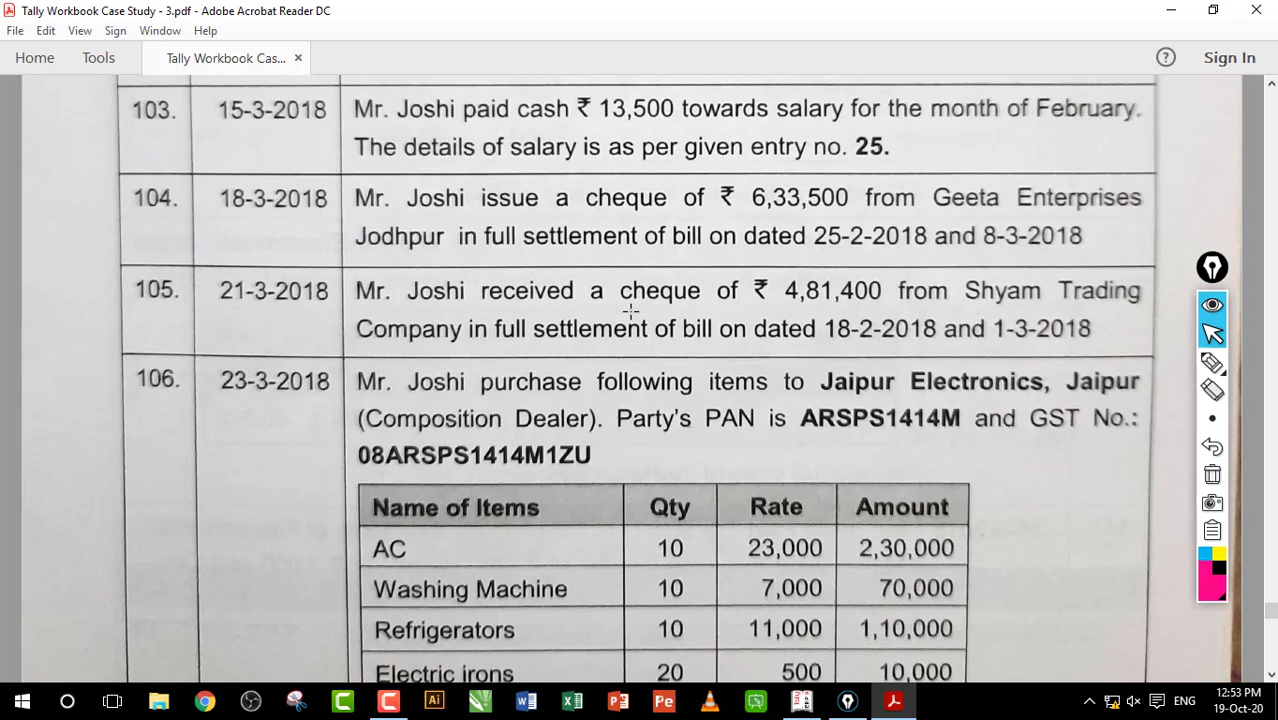 Tally Workbook Case Study - 3.pdf - Adobe Acrobat Reader DC
File Edit View Sign Window Help
Home Tools Tally Workbook Cas... × ? Sign In
103. 15-3-2018 Mr. Joshi paid cash ₹ 13,500 towards salary for the month of February.
The details of salary is as per given entry no. 25.
104. 18-3-2018 Mr. Joshi issue a cheque of ₹ 6,33,500 from Geeta Enterprises
Jodhpur in full settlement of bill on dated 25-2-2018 and 8-3-2018
105. 21-3-2018 Mr. Joshi received a cheque of ₹ 4,81,400 from Shyam Trading
Company in full settlement of bill on dated 18-2-2018 and 1-3-2018
106. 23-3-2018 Mr. Joshi purchase following items to Jaipur Electronics, Jaipur
(Composition Dealer). Party's PAN is ARSPS1414M and GST No.:
08ARSPS1414M1ZU
Name of Items Qty Rate Amount
AC 10 23,000 2,30,000
Washing Machine 10 7,000 70,000
Refrigerators 10 11,000 1,10,000
Electric irons 20 500 10,000
Ai W X P Pe
ENG 12:53 PM
19-Oct-20